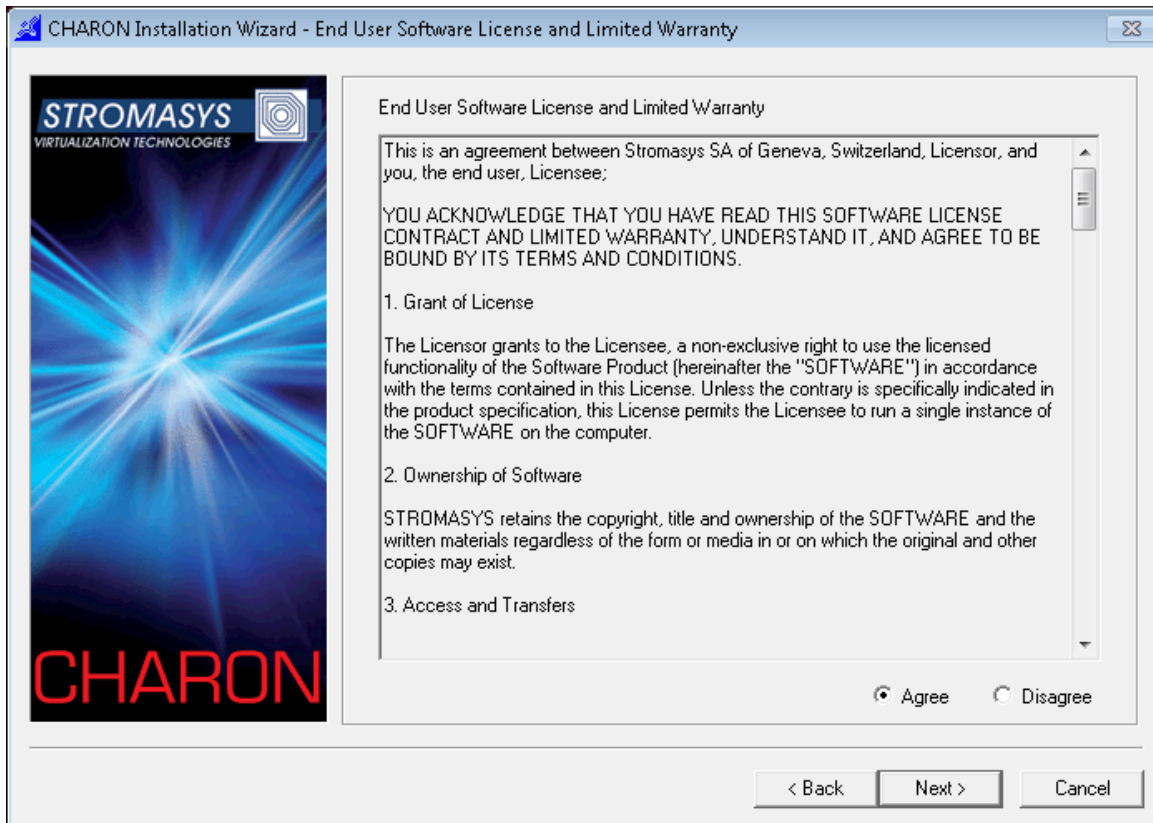 CHARON Installation Wizard - End User Software License and Limited Warranty
STROMASYS
VIRTUALIZATION TECHNOLOGIES
CHARON
End User Software License and Limited Warranty
This is an agreement between Stromasys SA of Geneva, Switzerland, Licensor, and
you, the end user, Licensee;
YOU ACKNOWLEDGE THAT YOU HAVE READ THIS SOFTWARE LICENSE
CONTRACT AND LIMITED WARRANTY, UNDERSTAND IT, AND AGREE TO BE
BOUND BY ITS TERMS AND CONDITIONS.
1. Grant of License
The Licensor grants to the Licensee, a non-exclusive right to use the licensed
functionality of the Software Product (hereinafter the "SOFTWARE") in accordance
with the terms contained in this License. Unless the contrary is specifically indicated in
the product specification, this License permits the Licensee to run a single instance of
the SOFTWARE on the computer.
2. Ownership of Software
STROMASYS retains the copyright, title and ownership of the SOFTWARE and the
written materials regardless of the form or media in or on which the original and other
copies may exist.
3. Access and Transfers
Agree
Disagree
< Back
Next >
Cancel